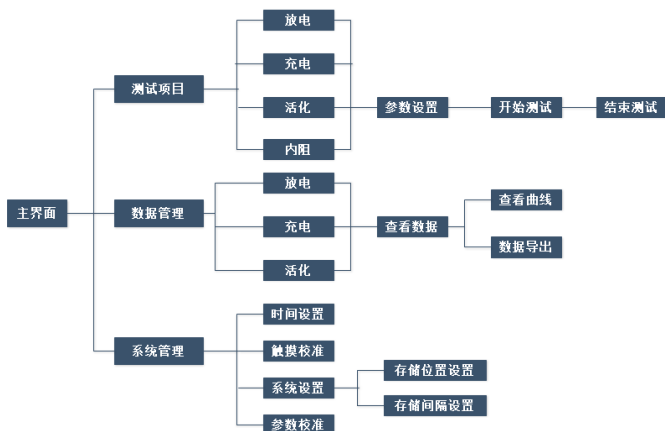 主界面
测试项目
放电
充电
活化
内阻
参数设置
开始测试
结束测试
数据管理
放电
充电
活化
查看数据
查看曲线
数据导出
系统管理
时间设置
触摸校准
系统设置
存储位置设置
存储间隔设置
参数校准